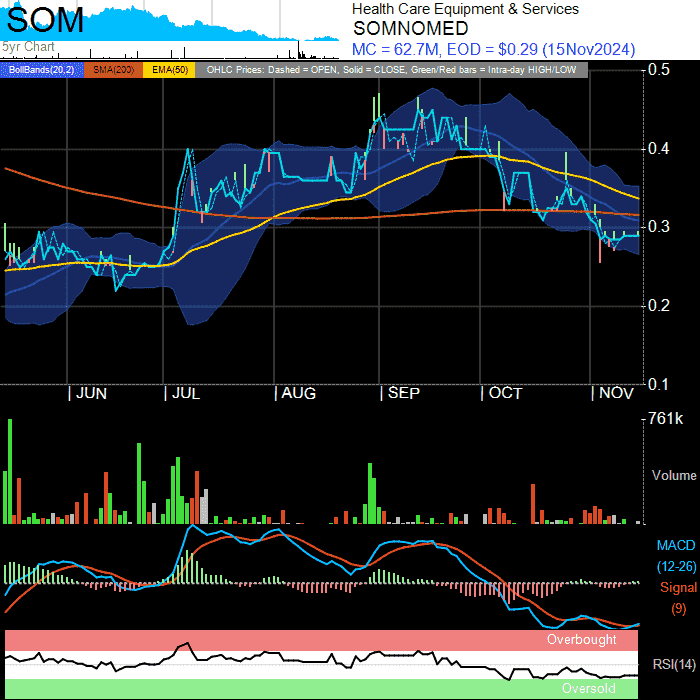 SOM
5yr Chart
Health Care Equipment & Services
SOMNOMED
MC = 62.7M, EOD = $0.29 (15Nov2024)
BollBands(20,2) SMA(200) EMA(50) OHLC Prices: Dashed = OPEN, Solid = CLOSE, Green/Red bars = Intra-day HIGH/LOW
0.5
0.4
0.3
0.2
0.1
JUN JUL AUG SEP OCT NOV
761k
Volume
MACD
(12-26)
Signal
(9)
Overbought
RSI(14)
Oversold